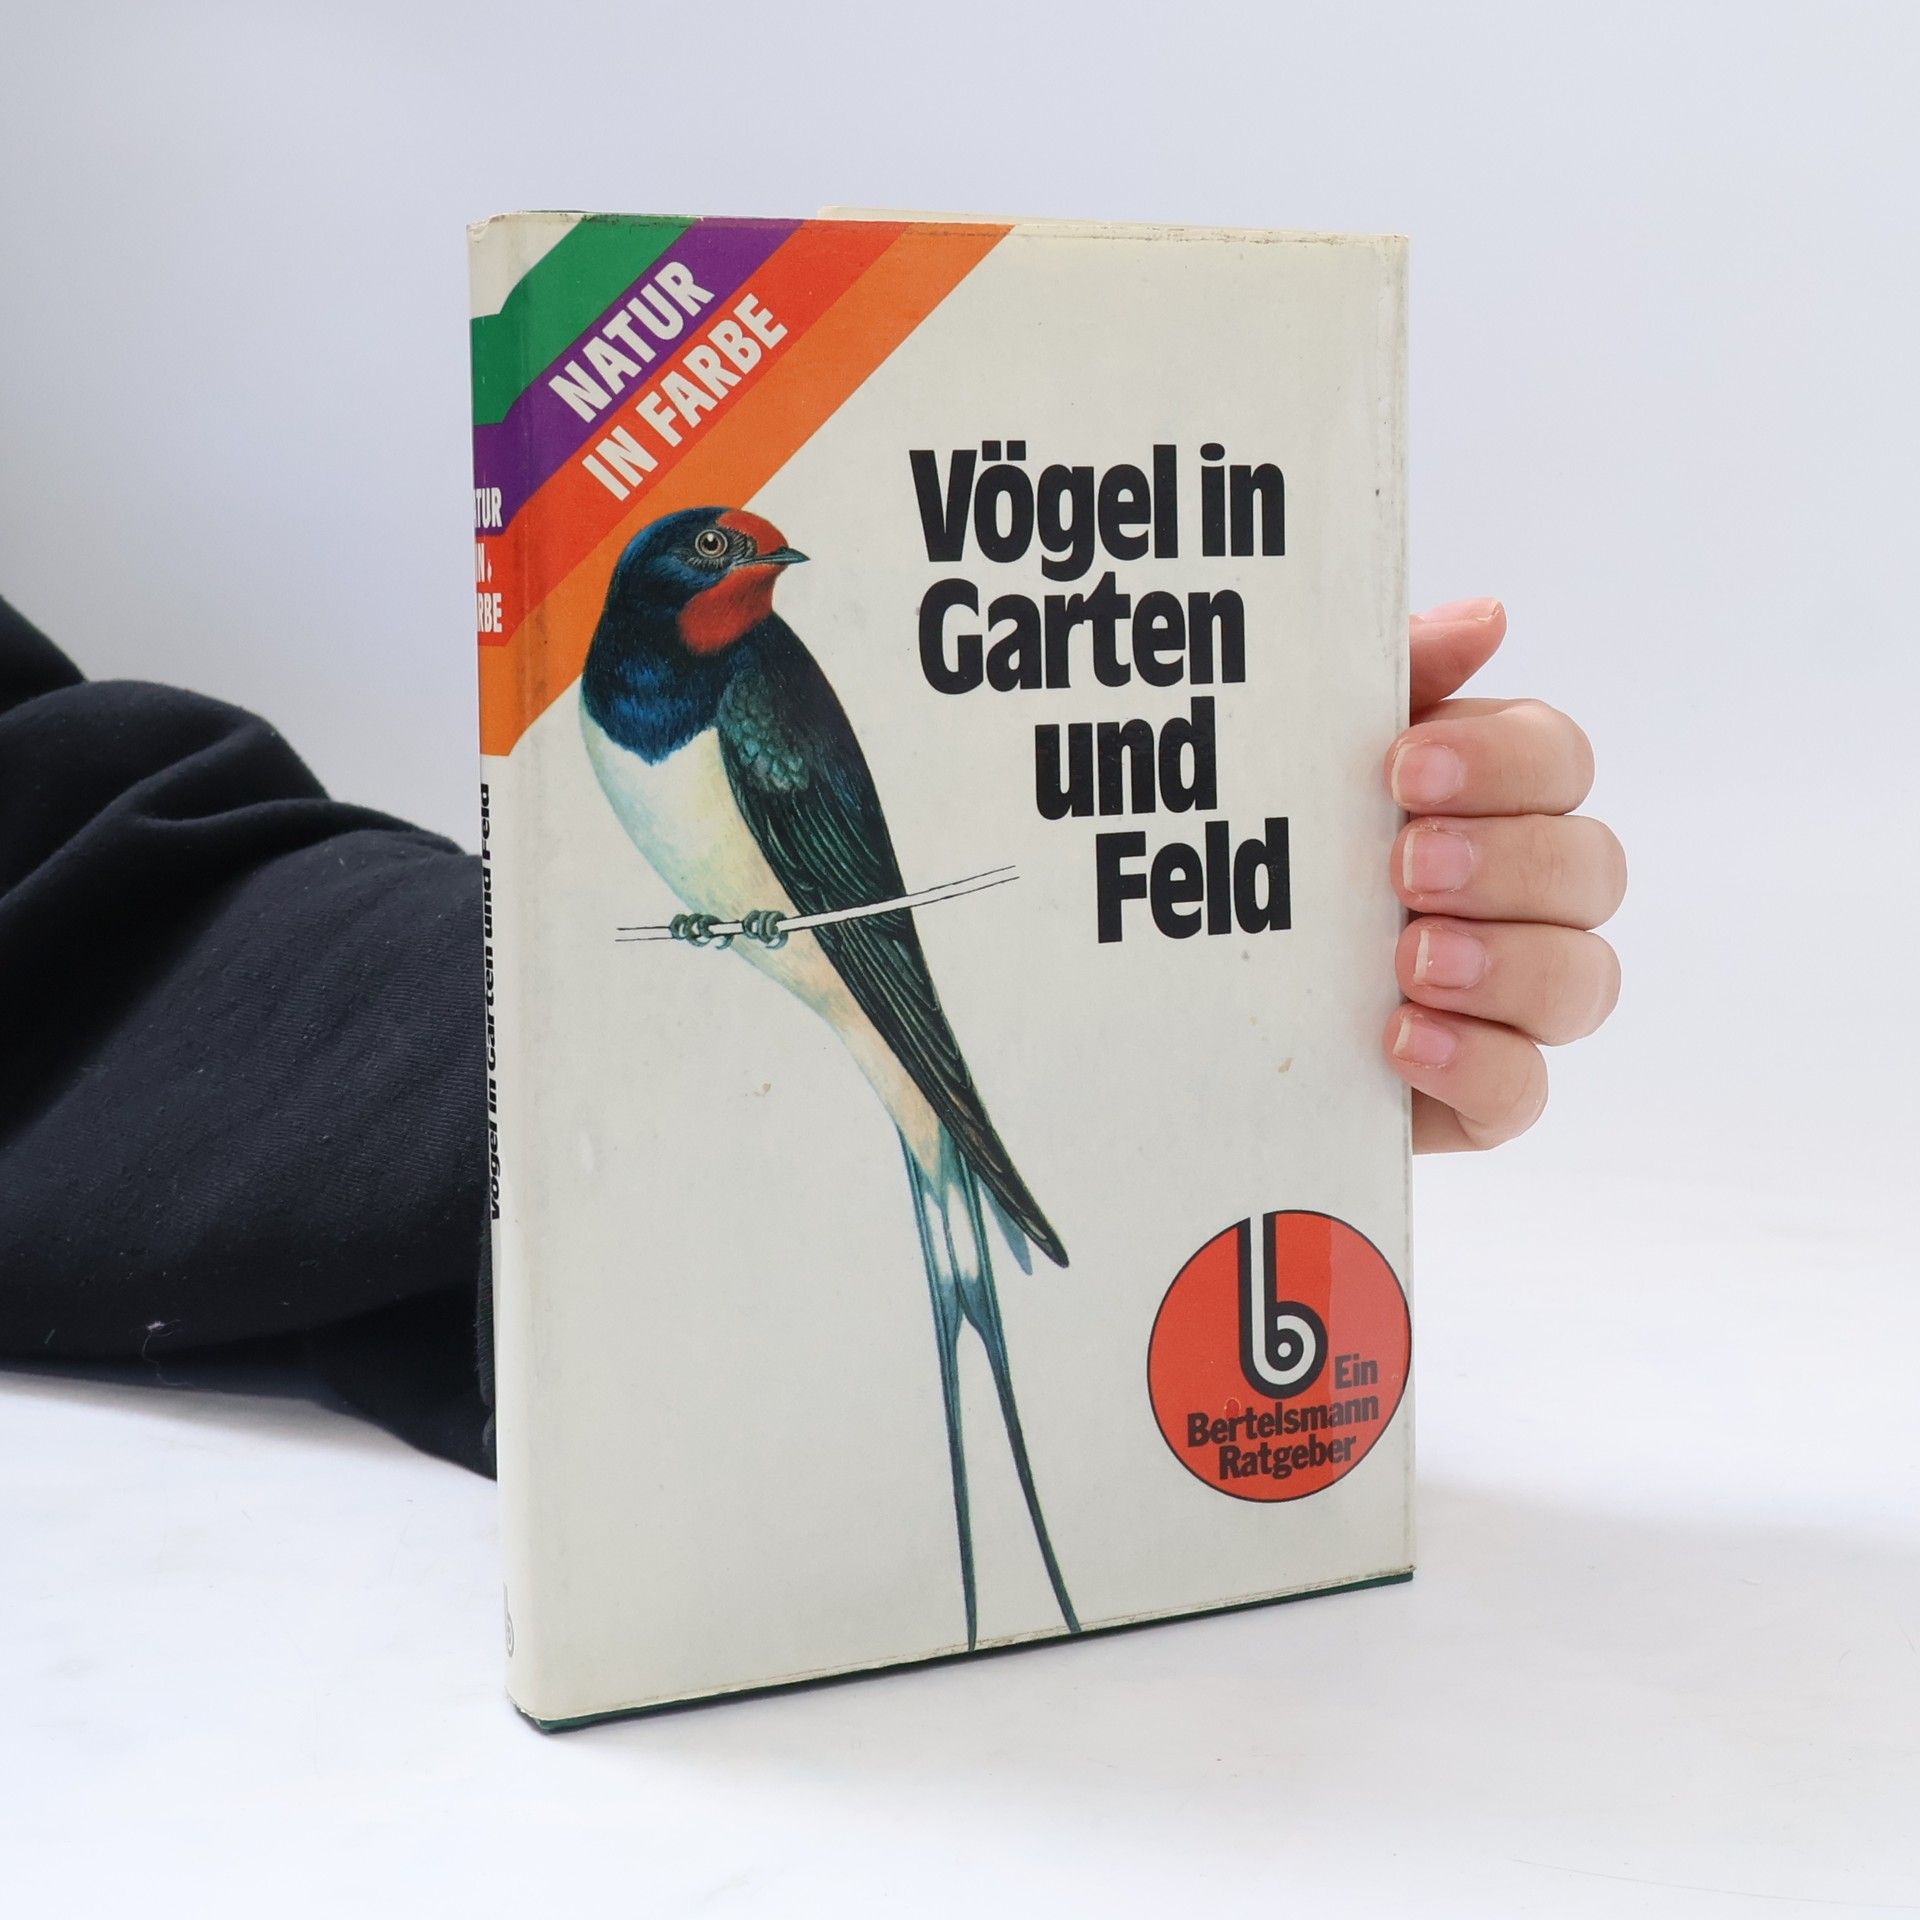 NATUR
IN FARBE
Vögel in
Garten
und
Feld
b
Ein
Bertelsmann
Ratgeber
Vögel in Garten und Feld